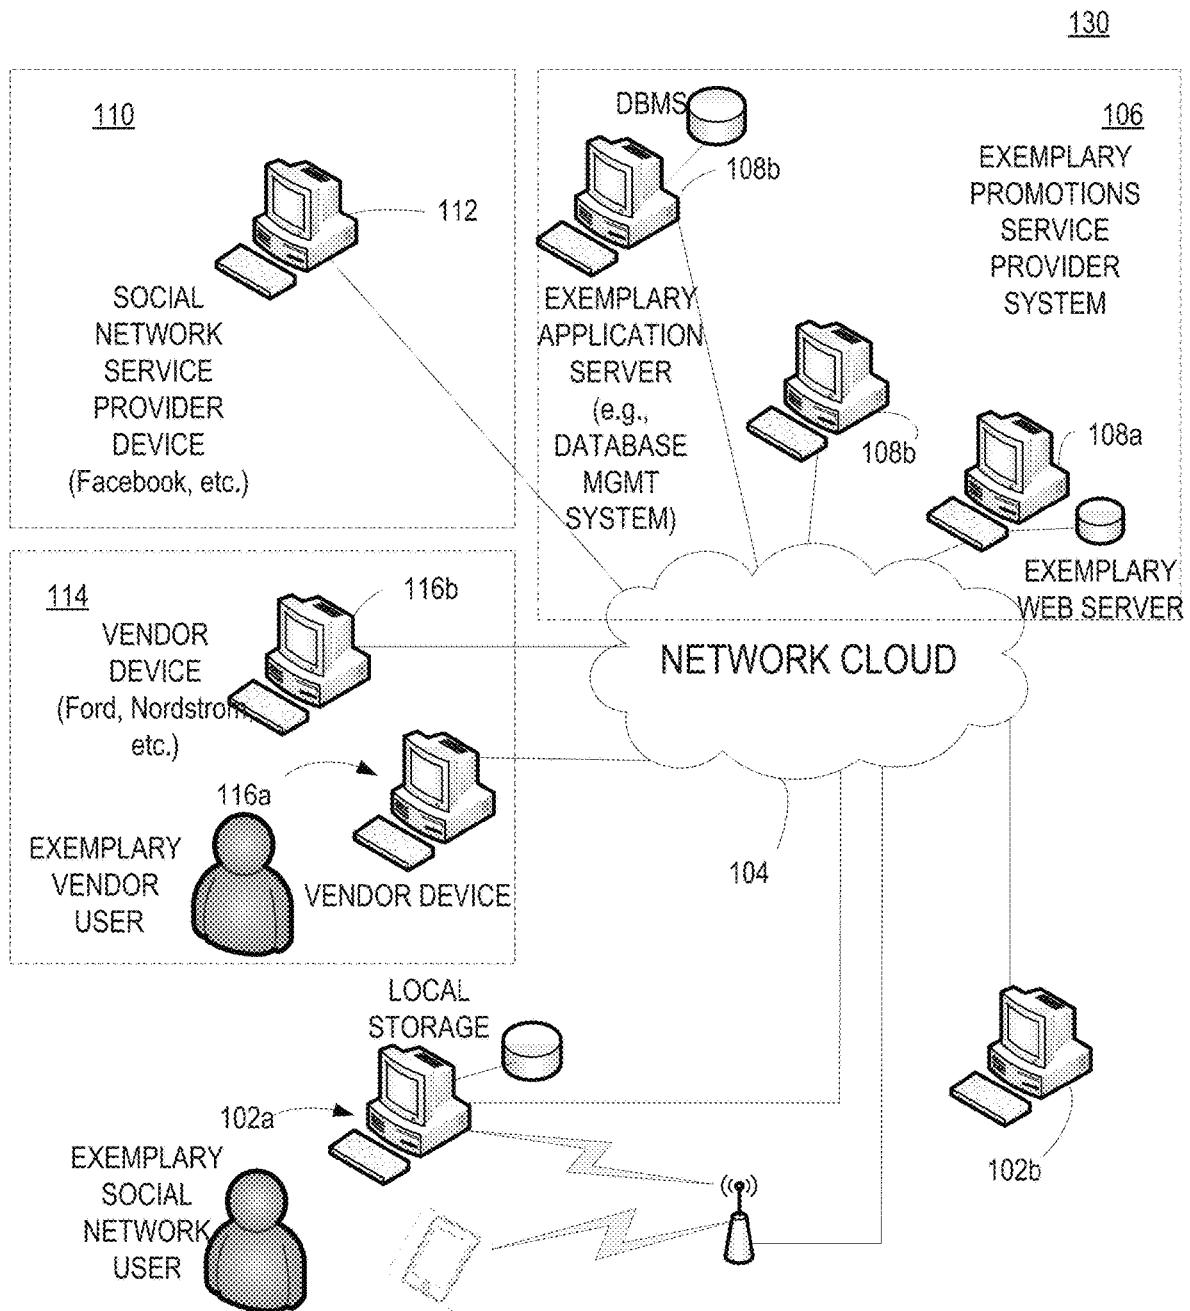 130
110
112
SOCIAL
NETWORK
SERVICE
PROVIDER
DEVICE
(Facebook, etc.)
DBMS
108b
106
EXEMPLARY
PROMOTIONS
SERVICE
PROVIDER
SYSTEM
EXEMPLARY
APPLICATION
SERVER
(e.g.,
DATABASE
MGMT
SYSTEM)
108b
108a
EXEMPLARY
WEB SERVER
114
116b
VENDOR
DEVICE
(Ford, Nordstrom,
etc.)
116a
EXEMPLARY
VENDOR
USER
VENDOR DEVICE
NETWORK CLOUD
104
LOCAL
STORAGE
102a
EXEMPLARY
SOCIAL
NETWORK
USER
102b